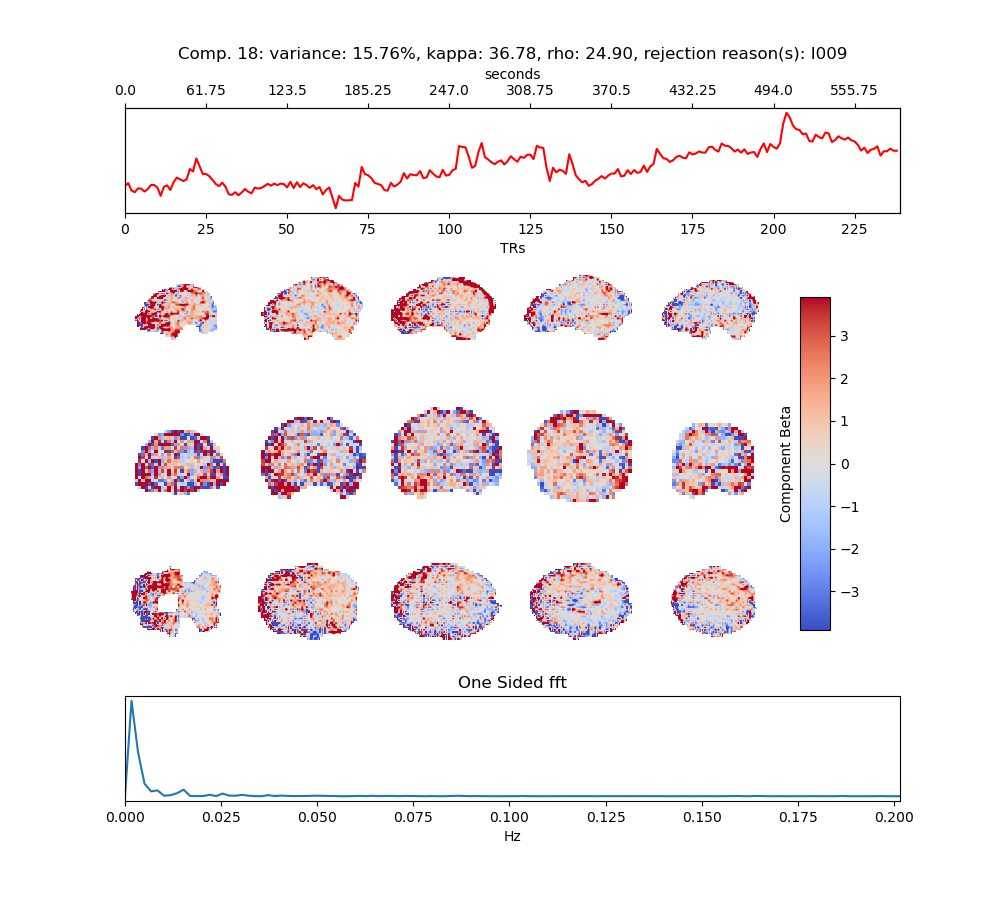 Comp. 18: variance: 15.76%, kappa: 36.78, rho: 24.90, rejection reason(s): I009
seconds
0.0 61.75 123.5 185.25 247.0 308.75 370.5 432.25 494.0 555.75
0 25 50 75 100 125 150 175 200 225
TRs
3
2
1
0
−1
−2
−3
Component Beta
One Sided fft
0.000 0.025 0.050 0.075 0.100 0.125 0.150 0.175 0.200
Hz